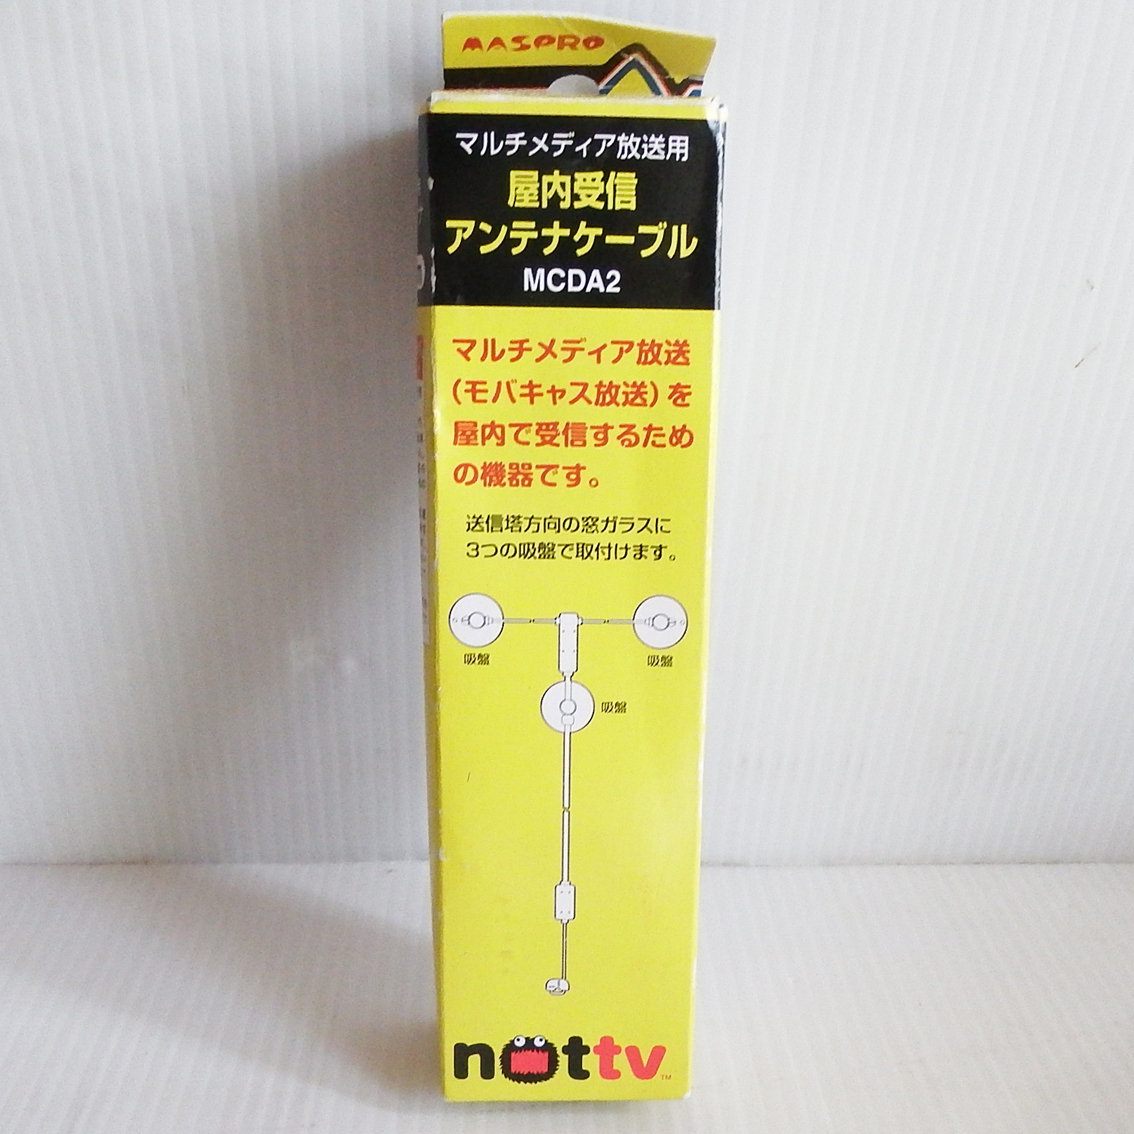 MASPRO
マルチメディア放送用
屋内受信
アンテナケーブル
MCDA2
マルチメディア放送
（モバキャス放送）を
屋内で受信するため
の機器です。
送信塔方向の窓ガラスに
3つの吸盤で取付けます。
吸盤
吸盤
吸盤
nottv™